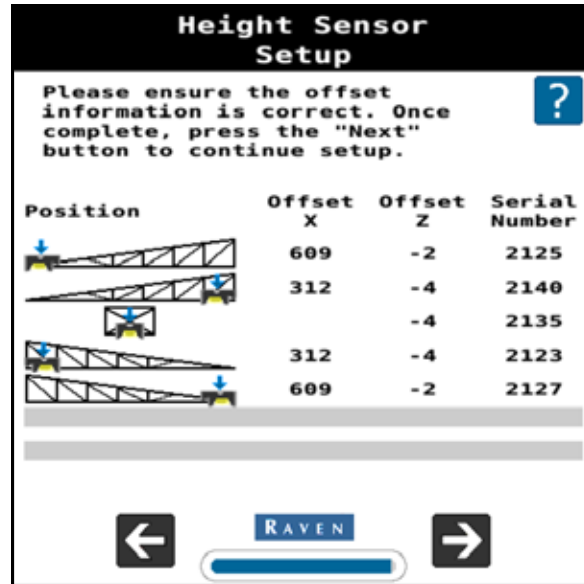 Height Sensor
Setup
Please ensure the offset
information is correct. Once
complete, press the "Next"
button to continue setup.
?
Position Offset X Offset Z Serial Number
609 -2 2125
312 -4 2140
-4 2135
312 -4 2123
609 -2 2127
RAVEN